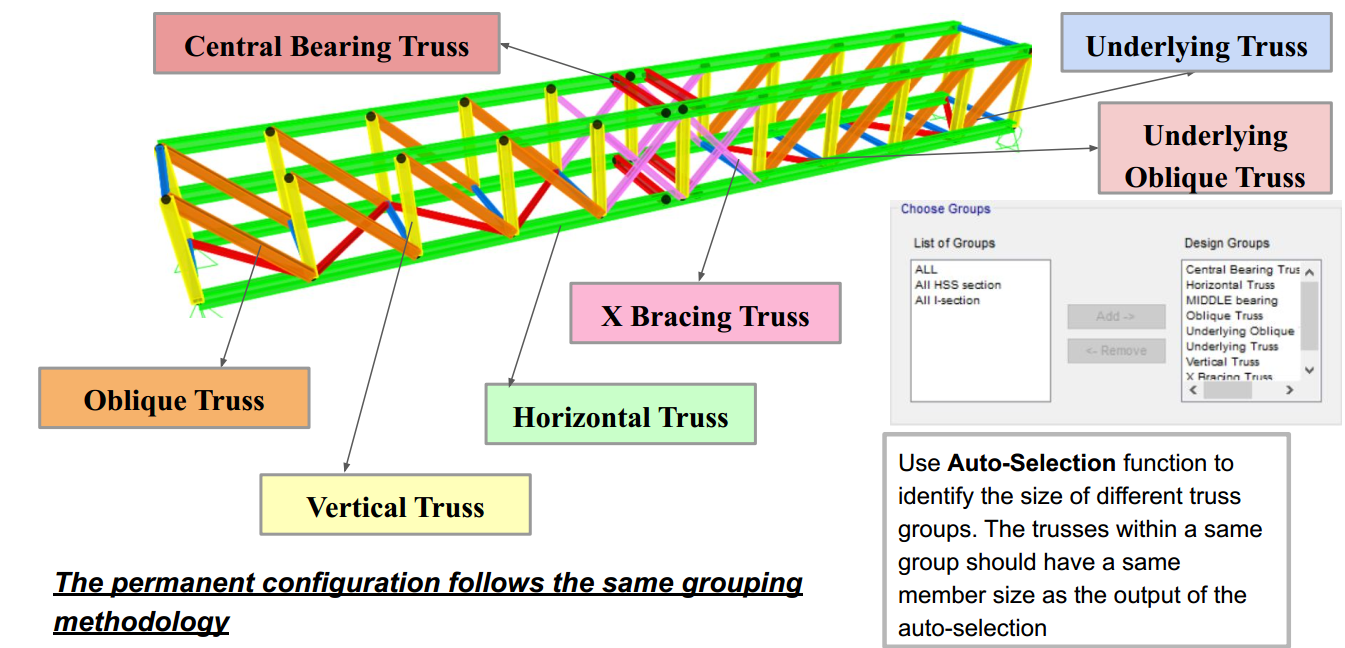 Central Bearing Truss
Underlying Truss
Underlying
Oblique Truss
Choose Groups
List of Groups
Design Groups
ALL
All HSS section
All I-section
Add ->
<- Remove
Central Bearing Trus
Horizontal Truss
MIDDLE bearing
Oblique Truss
Underlying Oblique
Underlying Truss
Vertical Truss
X Bracing Truss
X Bracing Truss
Oblique Truss
Horizontal Truss
Vertical Truss
Use Auto-Selection function to
identify the size of different truss
groups. The trusses within a same
group should have a same
member size as the output of the
auto-selection
The permanent configuration follows the same grouping
methodology